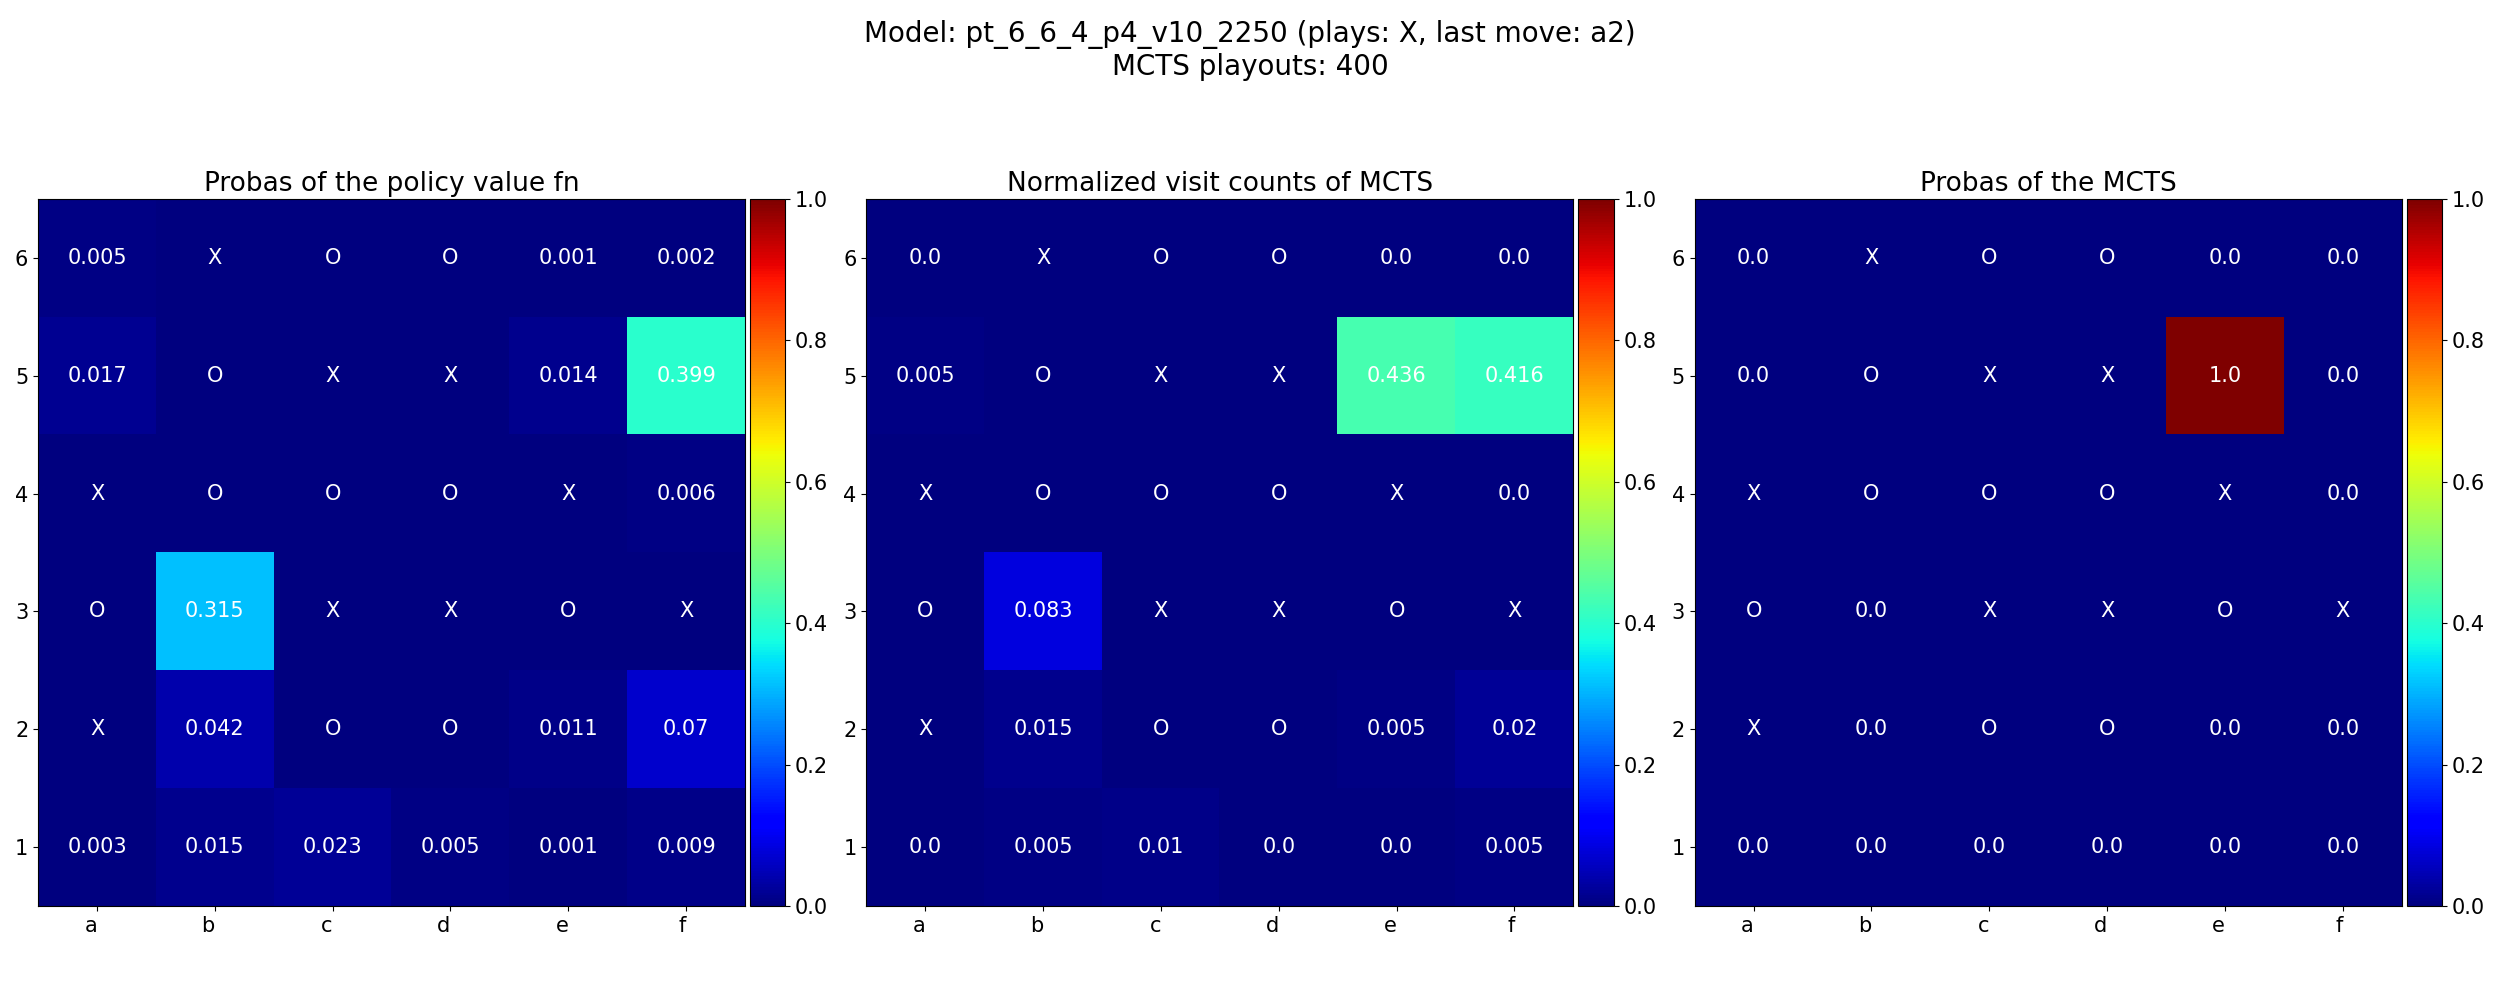 Model: pt_6_6_4_p4_v10_2250 (plays: X, last move: a2)
MCTS playouts: 400
Probas of the policy value fn
6 0.005 X O O 0.001 0.002
5 0.017 O X X 0.014 0.399
4 X O O O X 0.006
3 O 0.315 X X O X
2 X 0.042 O O 0.011 0.07
1 0.003 0.015 0.023 0.005 0.001 0.009
a b c d e f
1.0
0.8
0.6
0.4
0.2
0.0
Normalized visit counts of MCTS
6 0.0 X O O 0.0 0.0
5 0.005 O X X 0.436 0.416
4 X O O O X 0.0
3 O 0.083 X X O X
2 X 0.015 O O 0.005 0.02
1 0.0 0.005 0.01 0.0 0.0 0.005
a b c d e f
1.0
0.8
0.6
0.4
0.2
0.0
Probas of the MCTS
6 0.0 X O O 0.0 0.0
5 0.0 O X X 1.0 0.0
4 X O O O X 0.0
3 O 0.0 X X O X
2 X 0.0 O O 0.0 0.0
1 0.0 0.0 0.0 0.0 0.0 0.0
a b c d e f
1.0
0.8
0.6
0.4
0.2
0.0